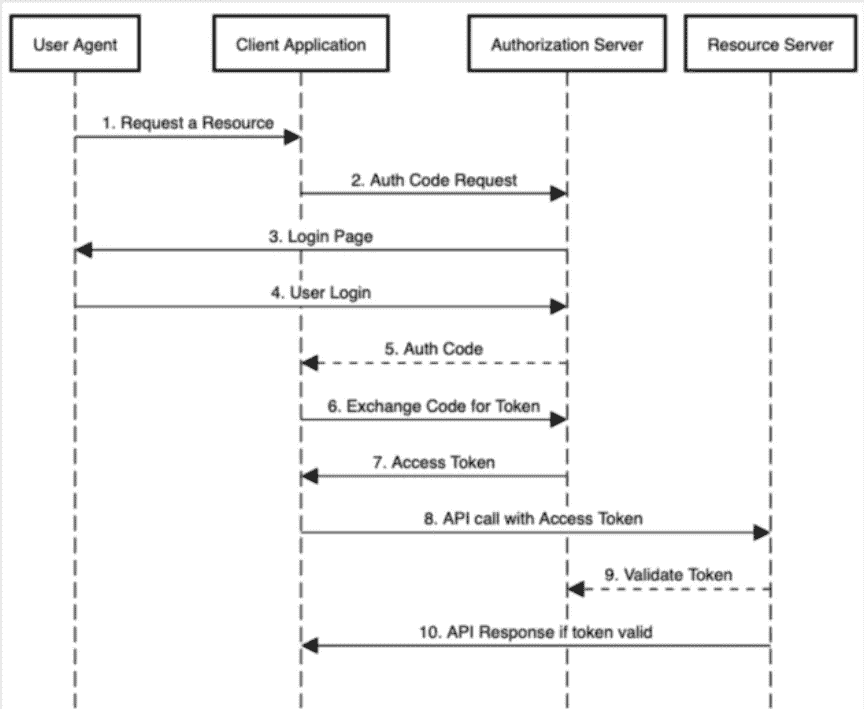 User Agent
Client Application
Authorization Server
Resource Server
1. Request a Resource
2. Auth Code Request
3. Login Page
4. User Login
5. Auth Code
6. Exchange Code for Token
7. Access Token
8. API call with Access Token
9. Validate Token
10. API Response if token valid